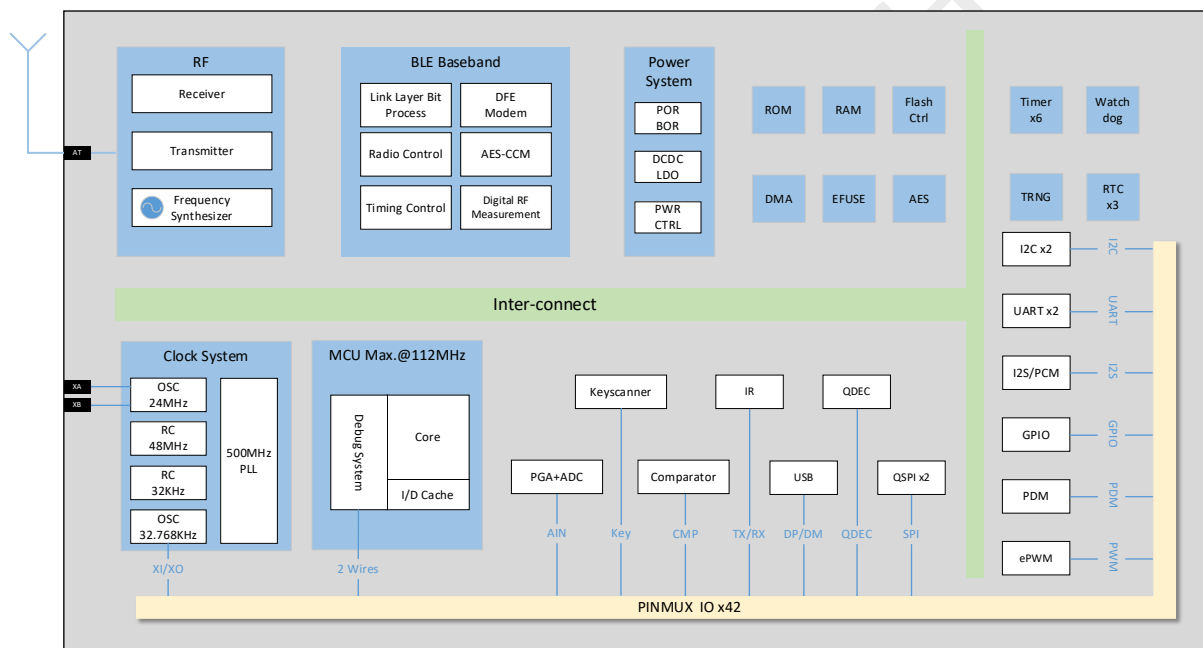 RF
Receiver
Transmitter
Frequency
Synthesizer
AT
BLE Baseband
Link Layer Bit
Process
DFE
Modem
Radio Control
AES-CCM
Timing Control
Digital RF
Measurement
Power
System
POR
BOR
DCDC
LDO
PWR
CTRL
ROM
RAM
Flash
Ctrl
DMA
EFUSE
AES
Timer
x6
Watch
dog
TRNG
RTC
x3
Inter-connect
I2C x2
I2C
UART x2
UART
I2S/PCM
I2S
GPIO
GPIO
PDM
PDM
ePWM
PWM
Clock System
XA
XB
OSC
24MHz
RC
48MHz
RC
32KHz
OSC
32.768KHz
500MHz
PLL
XI/XO
MCU Max.@112MHz
Debug System
Core
I/D Cache
2 Wires
Keyscanner
IR
QDEC
PGA+ADC
Comparator
USB
QSPI x2
AIN
Key
CMP
TX/RX
DP/DM
QDEC
SPI
PINMUX IO x42